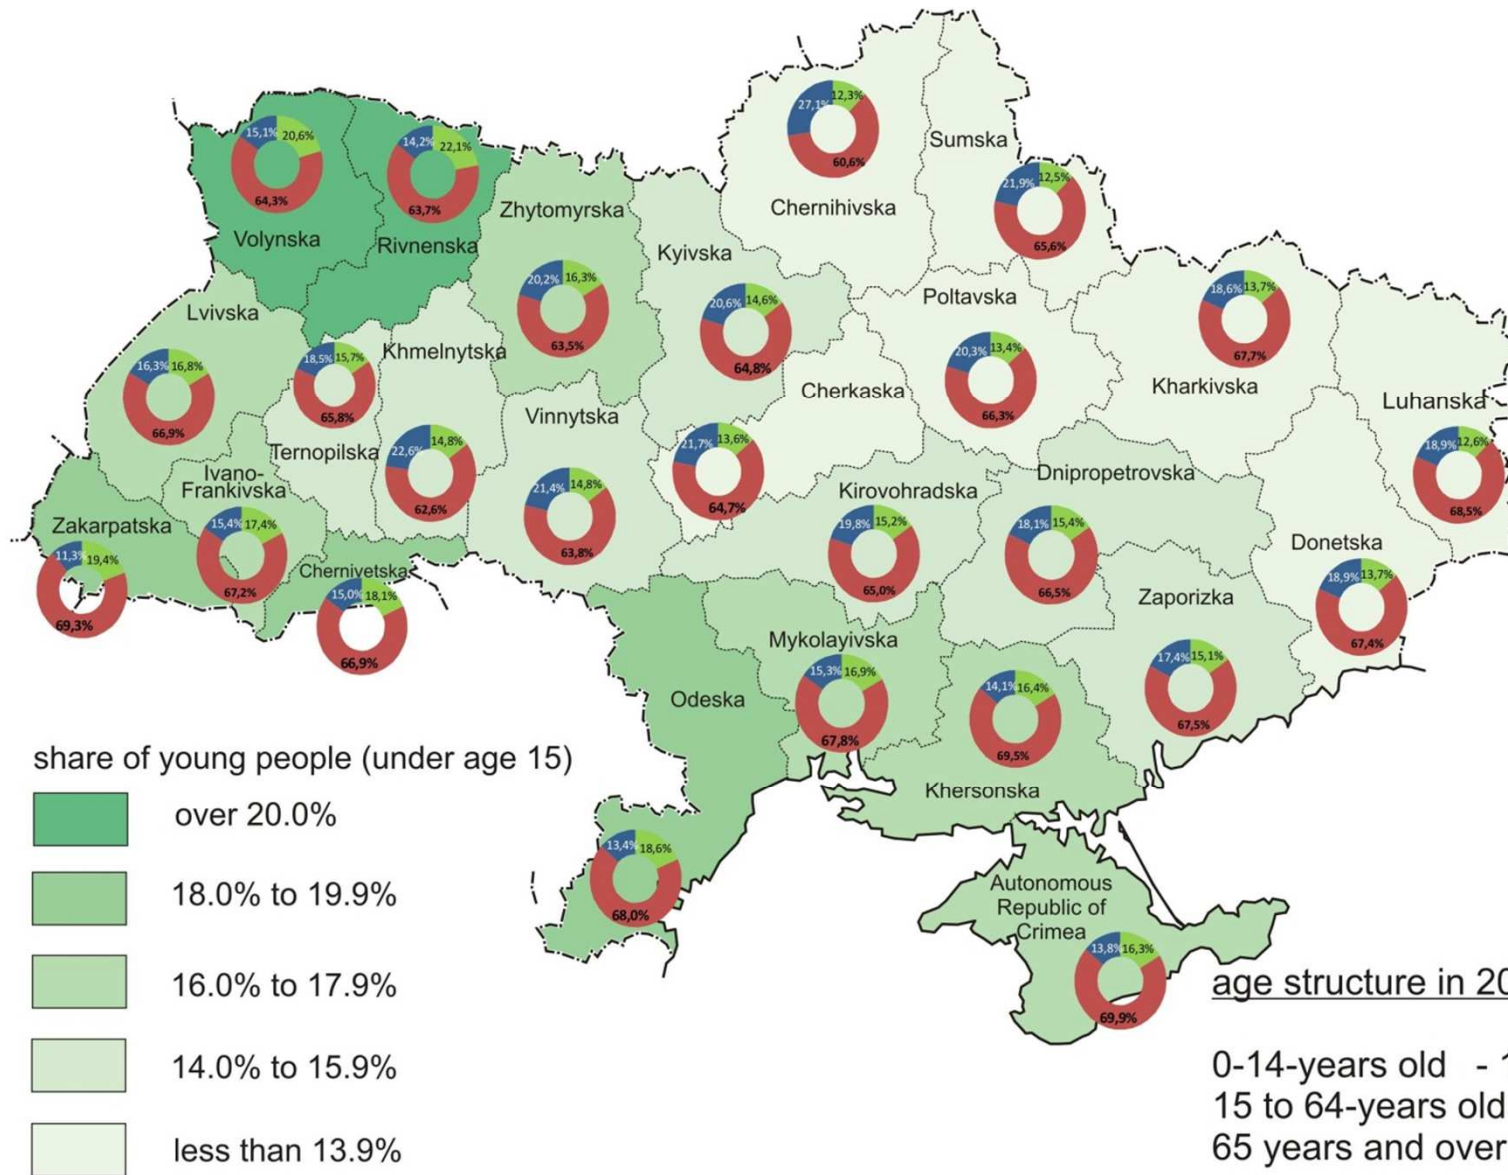 27,1%
12,3%
60,6%
Chernihivska
Sumska
21,9%
12,5%
65,6%
15,1%
20,6%
64,3%
Volynska
14,2%
22,1%
63,7%
Rivnenska
Zhytomyrska
20,2%
16,3%
63,5%
Kyivska
20,6%
14,6%
64,8%
Poltavska
20,3%
13,4%
66,3%
18,6%
13,7%
67,7%
Kharkivska
Lvivska
16,3%
16,8%
66,9%
18,5%
15,7%
65,8%
Ternopilska
Khmelnytska
22,6%
14,8%
62,6%
Vinnytska
21,4%
14,8%
63,8%
Cherkaska
21,7%
13,6%
64,7%
Luhanska
18,9%
12,6%
68,5%
Ivano-
Frankivska
15,4%
17,4%
67,2%
Zakarpatska
11,3%
19,4%
69,3%
Chernivetska
15,0%
18,1%
66,9%
Kirovohradska
19,8%
15,2%
65,0%
Dnipropetrovska
18,1%
15,4%
66,5%
Donetska
18,9%
13,7%
67,4%
Zaporizka
17,4%
15,1%
67,5%
Mykolayivska
15,3%
16,9%
67,8%
14,1%
16,4%
69,5%
Khersonska
Odeska
13,4%
18,6%
68,0%
Autonomous
Republic of
Crimea
13,8%
16,3%
69,9%
share of young people (under age 15)
over 20.0%
18.0% to 19.9%
16.0% to 17.9%
14.0% to 15.9%
less than 13.9%
age structure in 20
0-14-years old - 1
15 to 64-years old
65 years and over